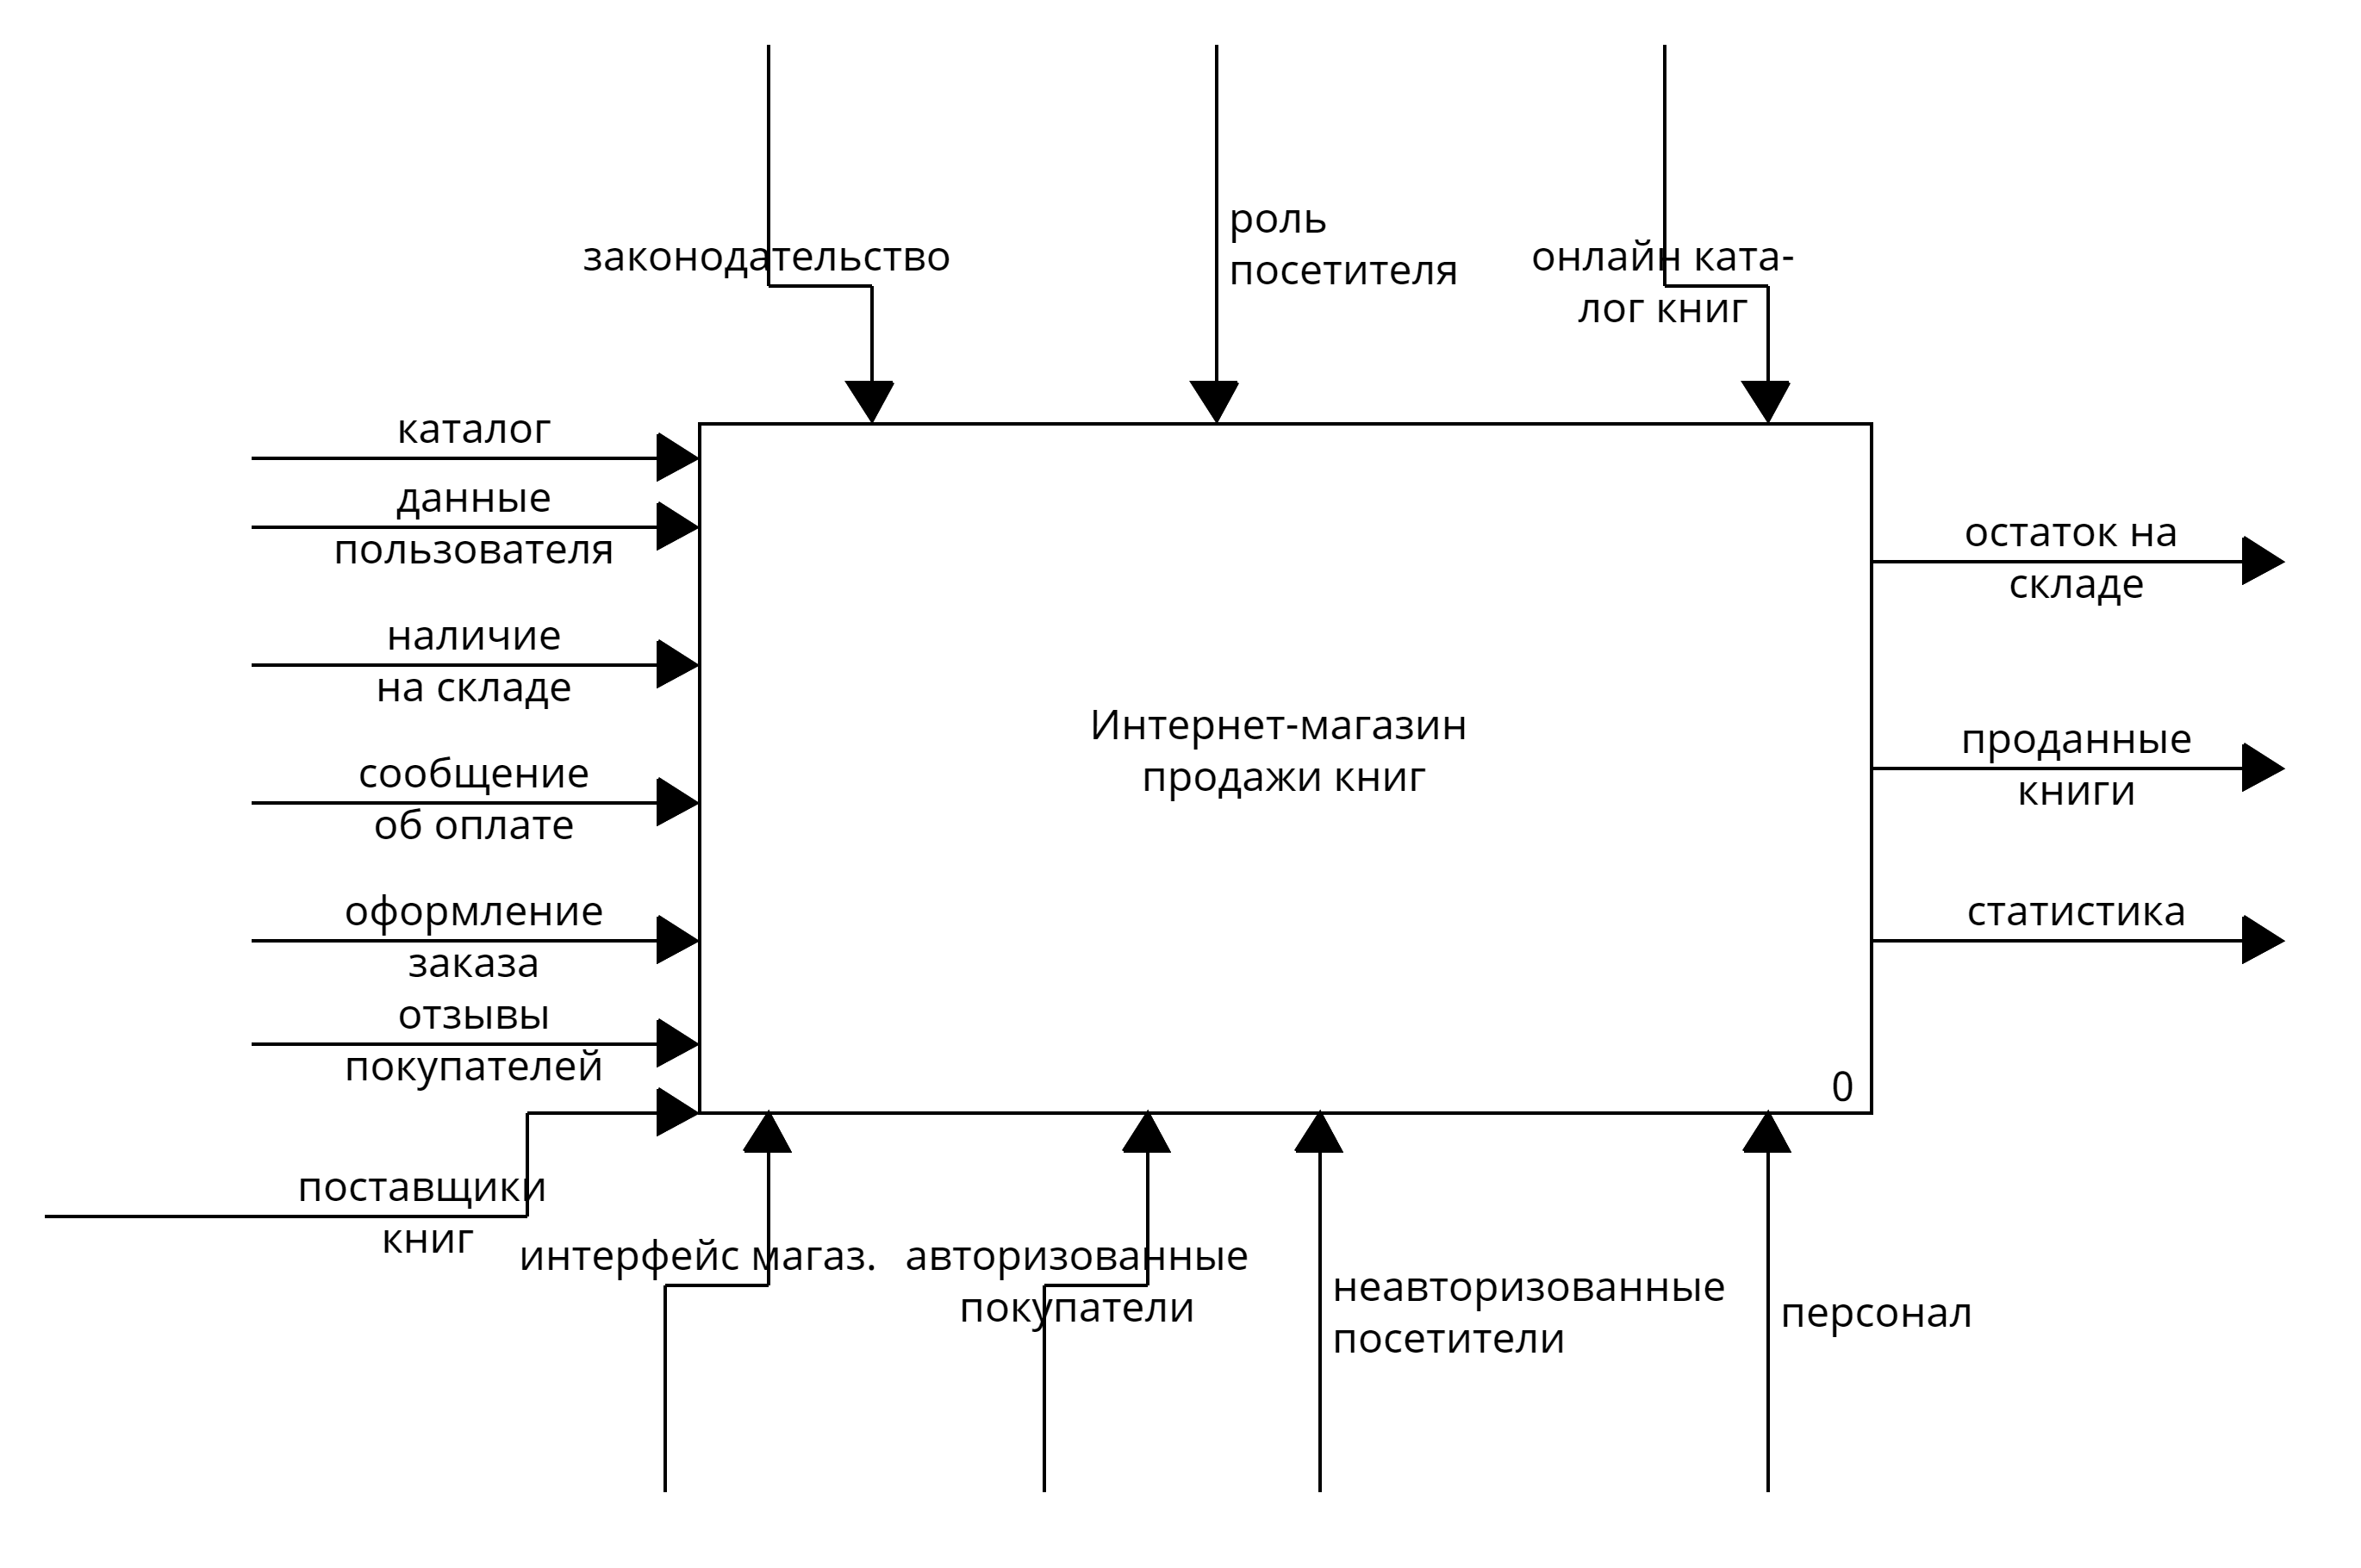 законодательство
роль
посетителя
онлайн ката-
лог книг
каталог
данные
пользователя
наличие
на складе
сообщение
об оплате
оформление
заказа
отзывы
покупателей
поставщики
книг
Интернет-магазин
продажи книг
0
остаток на
складе
проданные
книги
статистика
интерфейс магаз.
авторизованные
покупатели
неавторизованные
посетители
персонал